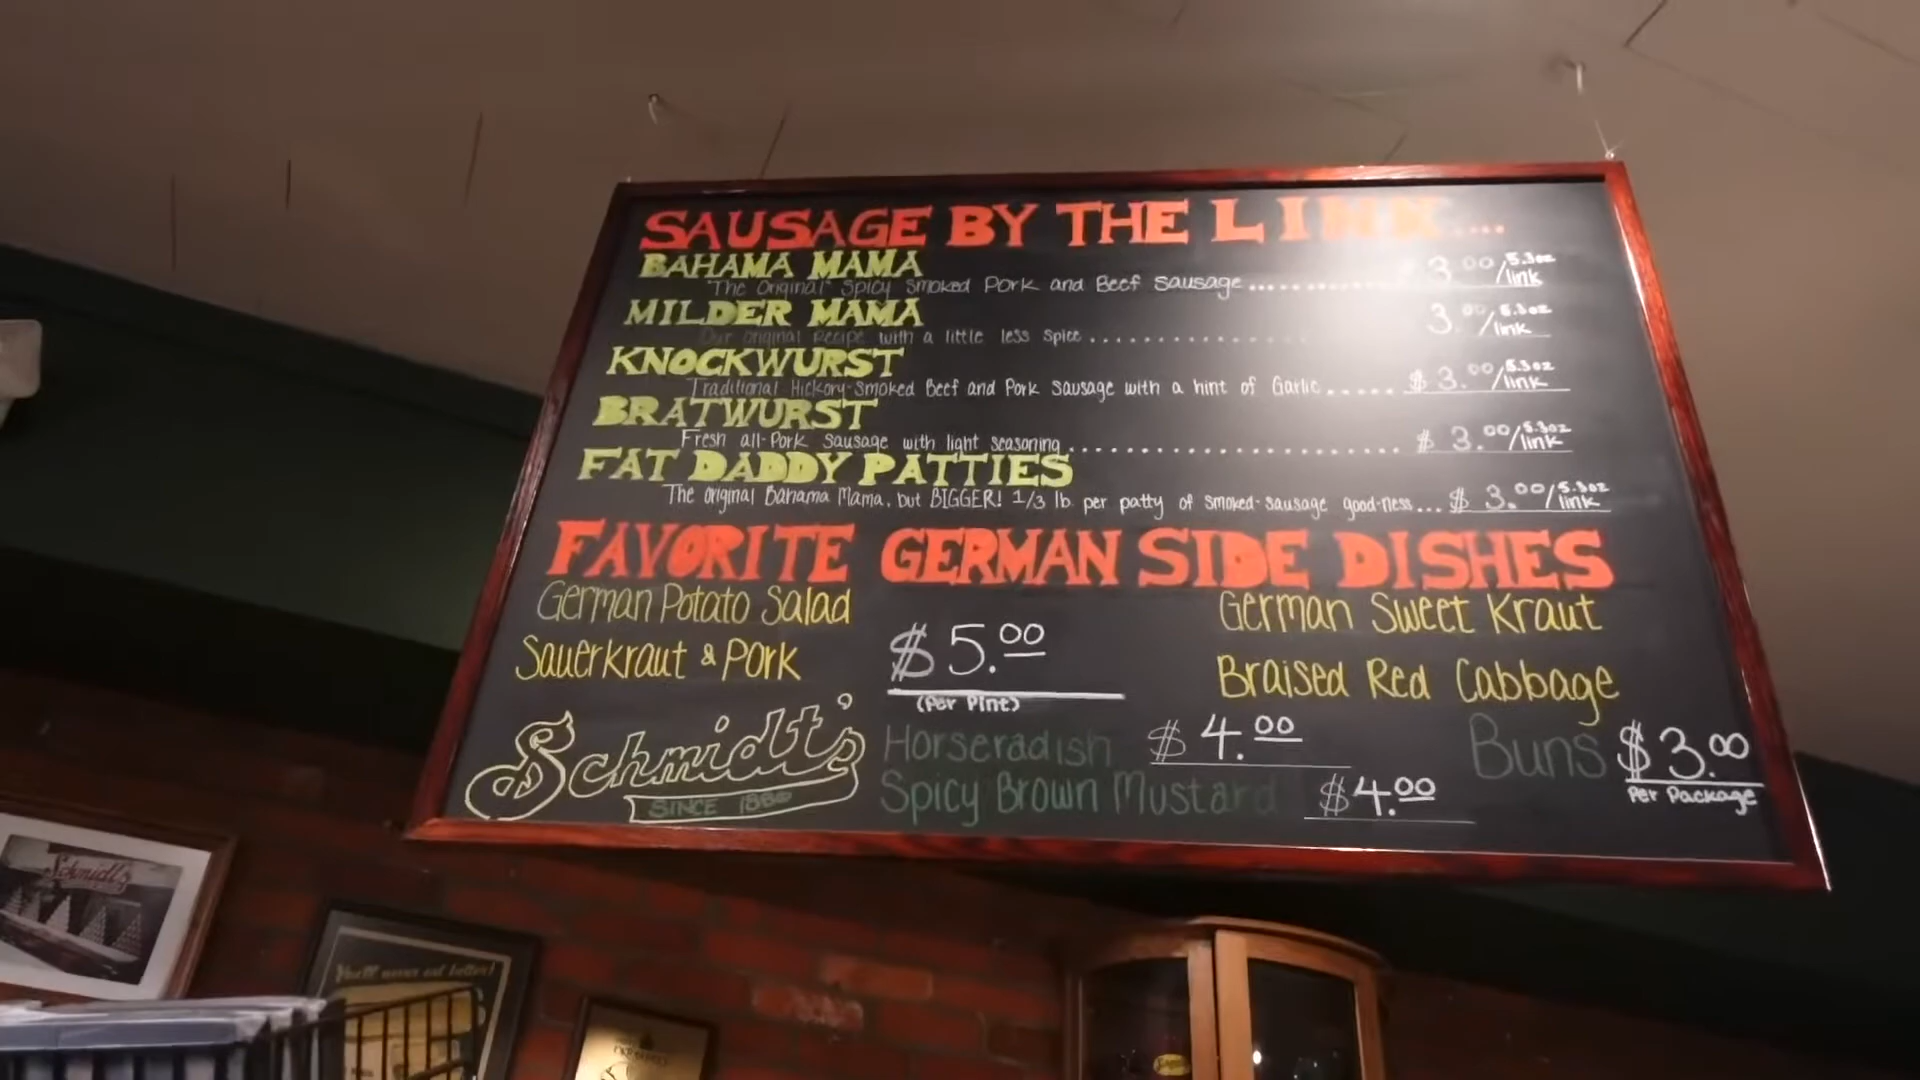 SAUSAGE BY THE LINK....
BAHAMA MAMA
"The Original" Spicy Smoked Pork and Beef Sausage............... $3.00/5.3oz link
MILDER MAMA
Our original Recipe with a little less spice................ 3.00/5.3oz link
KNOCKWURST
Traditional Hickory-Smoked Beef and Pork Sausage with a hint of Garlic...... $3.00/5.3oz link
BRATWURST
Fresh all-Pork Sausage with light seasoning........................ $3.00/5.3oz link
FAT DADDY PATTIES
The original Bahama Mama, but BIGGER! 1/3 lb. per patty of smoked-sausage good-ness... $3.00/5.3oz link
FAVORITE GERMAN SIDE DISHES
German Potato Salad
Sauerkraut & Pork
$5.00
(Per Pint)
German Sweet Kraut
Braised Red Cabbage
Schmidt's
SINCE 1886
Horseradish $4.00
Spicy Brown Mustard $4.00
Buns $3.00
Per Package
Schmidt's
You'll never eat better!